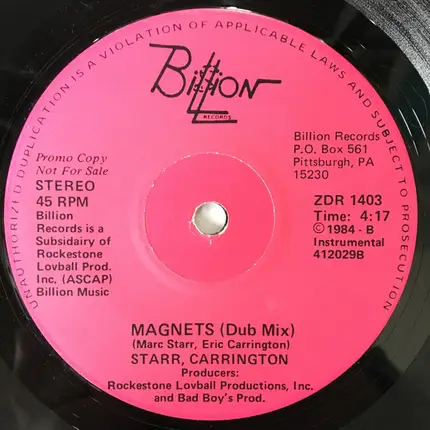 UNAUTHORIZED DUPLICATION IS A VIOLATION OF APPLICABLE LAWS AND SUBJECT TO PROSECUTION
Billion
RECORDS
Billion Records
P.O. Box 561
Pittsburgh, PA
15230
Promo Copy
Not For Sale
STEREO
45 RPM
Billion
Records is a
Subsidairy of
Rockestone
Lovball Prod.
Inc, (ASCAP)
Billion Music
ZDR 1403
Time: 4:17
©1984 - B
Instrumental
412029B
MAGNETS (Dub Mix)
(Marc Starr, Eric Carrington)
STARR, CARRINGTON
Producers:
Rockestone Lovball Productions, Inc.
and Bad Boy's Prod.